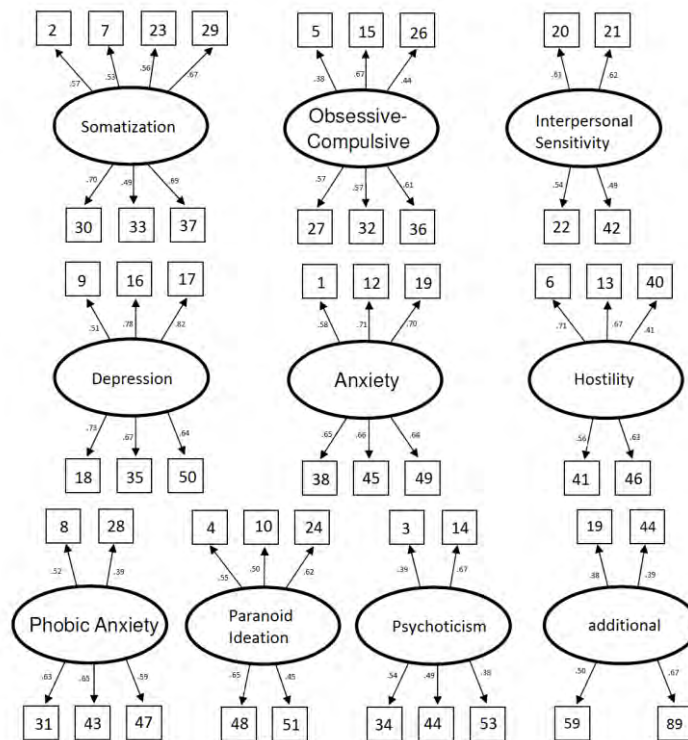 2 7 23 29
.57 .53 .56 .67
Somatization
.70 .49 .69
30 33 37
5 15 26
.38 .67 .44
Obsessive-
Compulsive
.57 .57 .61
27 32 36
20 21
.61 .62
Interpersonal
Sensitivity
.54 .49
22 42
9 16 17
.51 .78 .82
Depression
.73 .67 .64
18 35 50
1 12 19
.58 .71 .70
Anxiety
.65 .66 .66
38 45 49
6 13 40
.71 .67 .41
Hostility
.56 .63
41 46
8 28
.52 .39
Phobic Anxiety
.63 .65 .59
31 43 47
4 10 24
.55 .50 .62
Paranoid
Ideation
.65 .45
48 51
3 14
.39 .67
Psychoticism
.54 .49 .38
34 44 53
19 44
.38 .39
additional
.50 .67
59 89